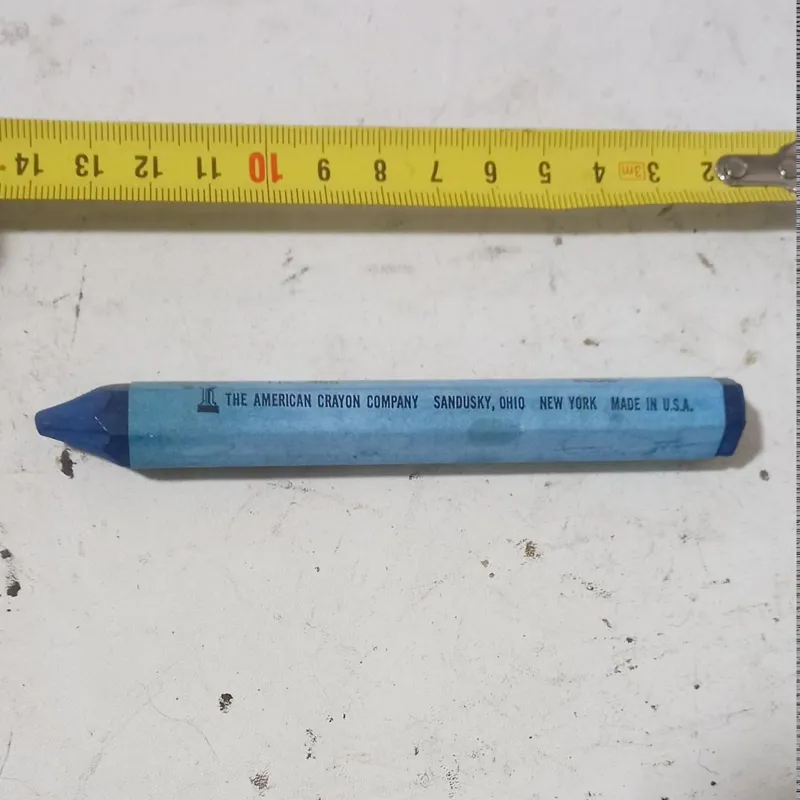 14 13 12 11 10 9 8 7 6 5 4 3m 3 2
THE AMERICAN CRAYON COMPANY SANDUSKY, OHIO NEW YORK MADE IN U.S.A.